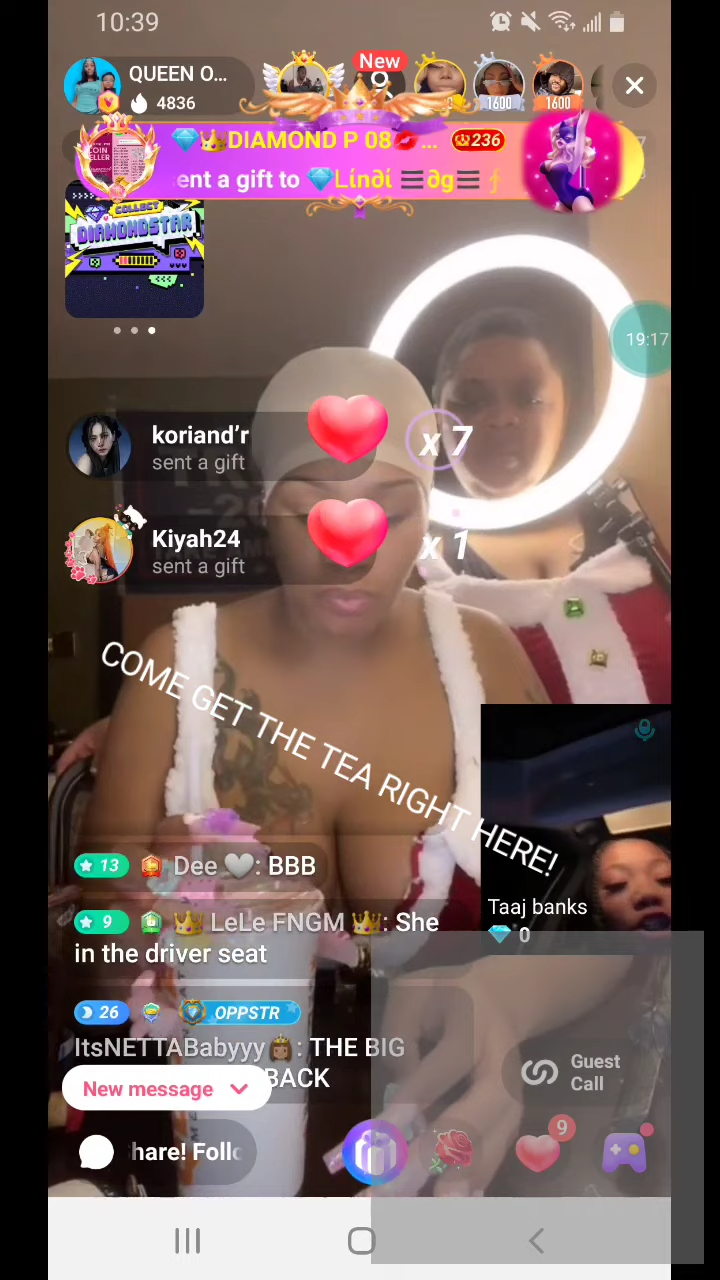 10:39
QUEEN O...
4836
New
1600
1600
DIAMOND P 08💋... 236
ent a gift to 💎Lín∂i ☰∂g☰
COLLECT
DIAMONDSTAR
19:17
koriand’r
sent a gift
x 7
Kiyah24
sent a gift
x 1
COME GET THE TEA RIGHT HERE!
13 Dee 🤍: BBB
9 👑 LeLe FNGM 👑: She
in the driver seat
Taaj banks
💎 0
26 OPPSTR
ItsNETTABabyyy👸🏽: THE BIG
BACK
New message
Guest
Call
hare! Follo
9